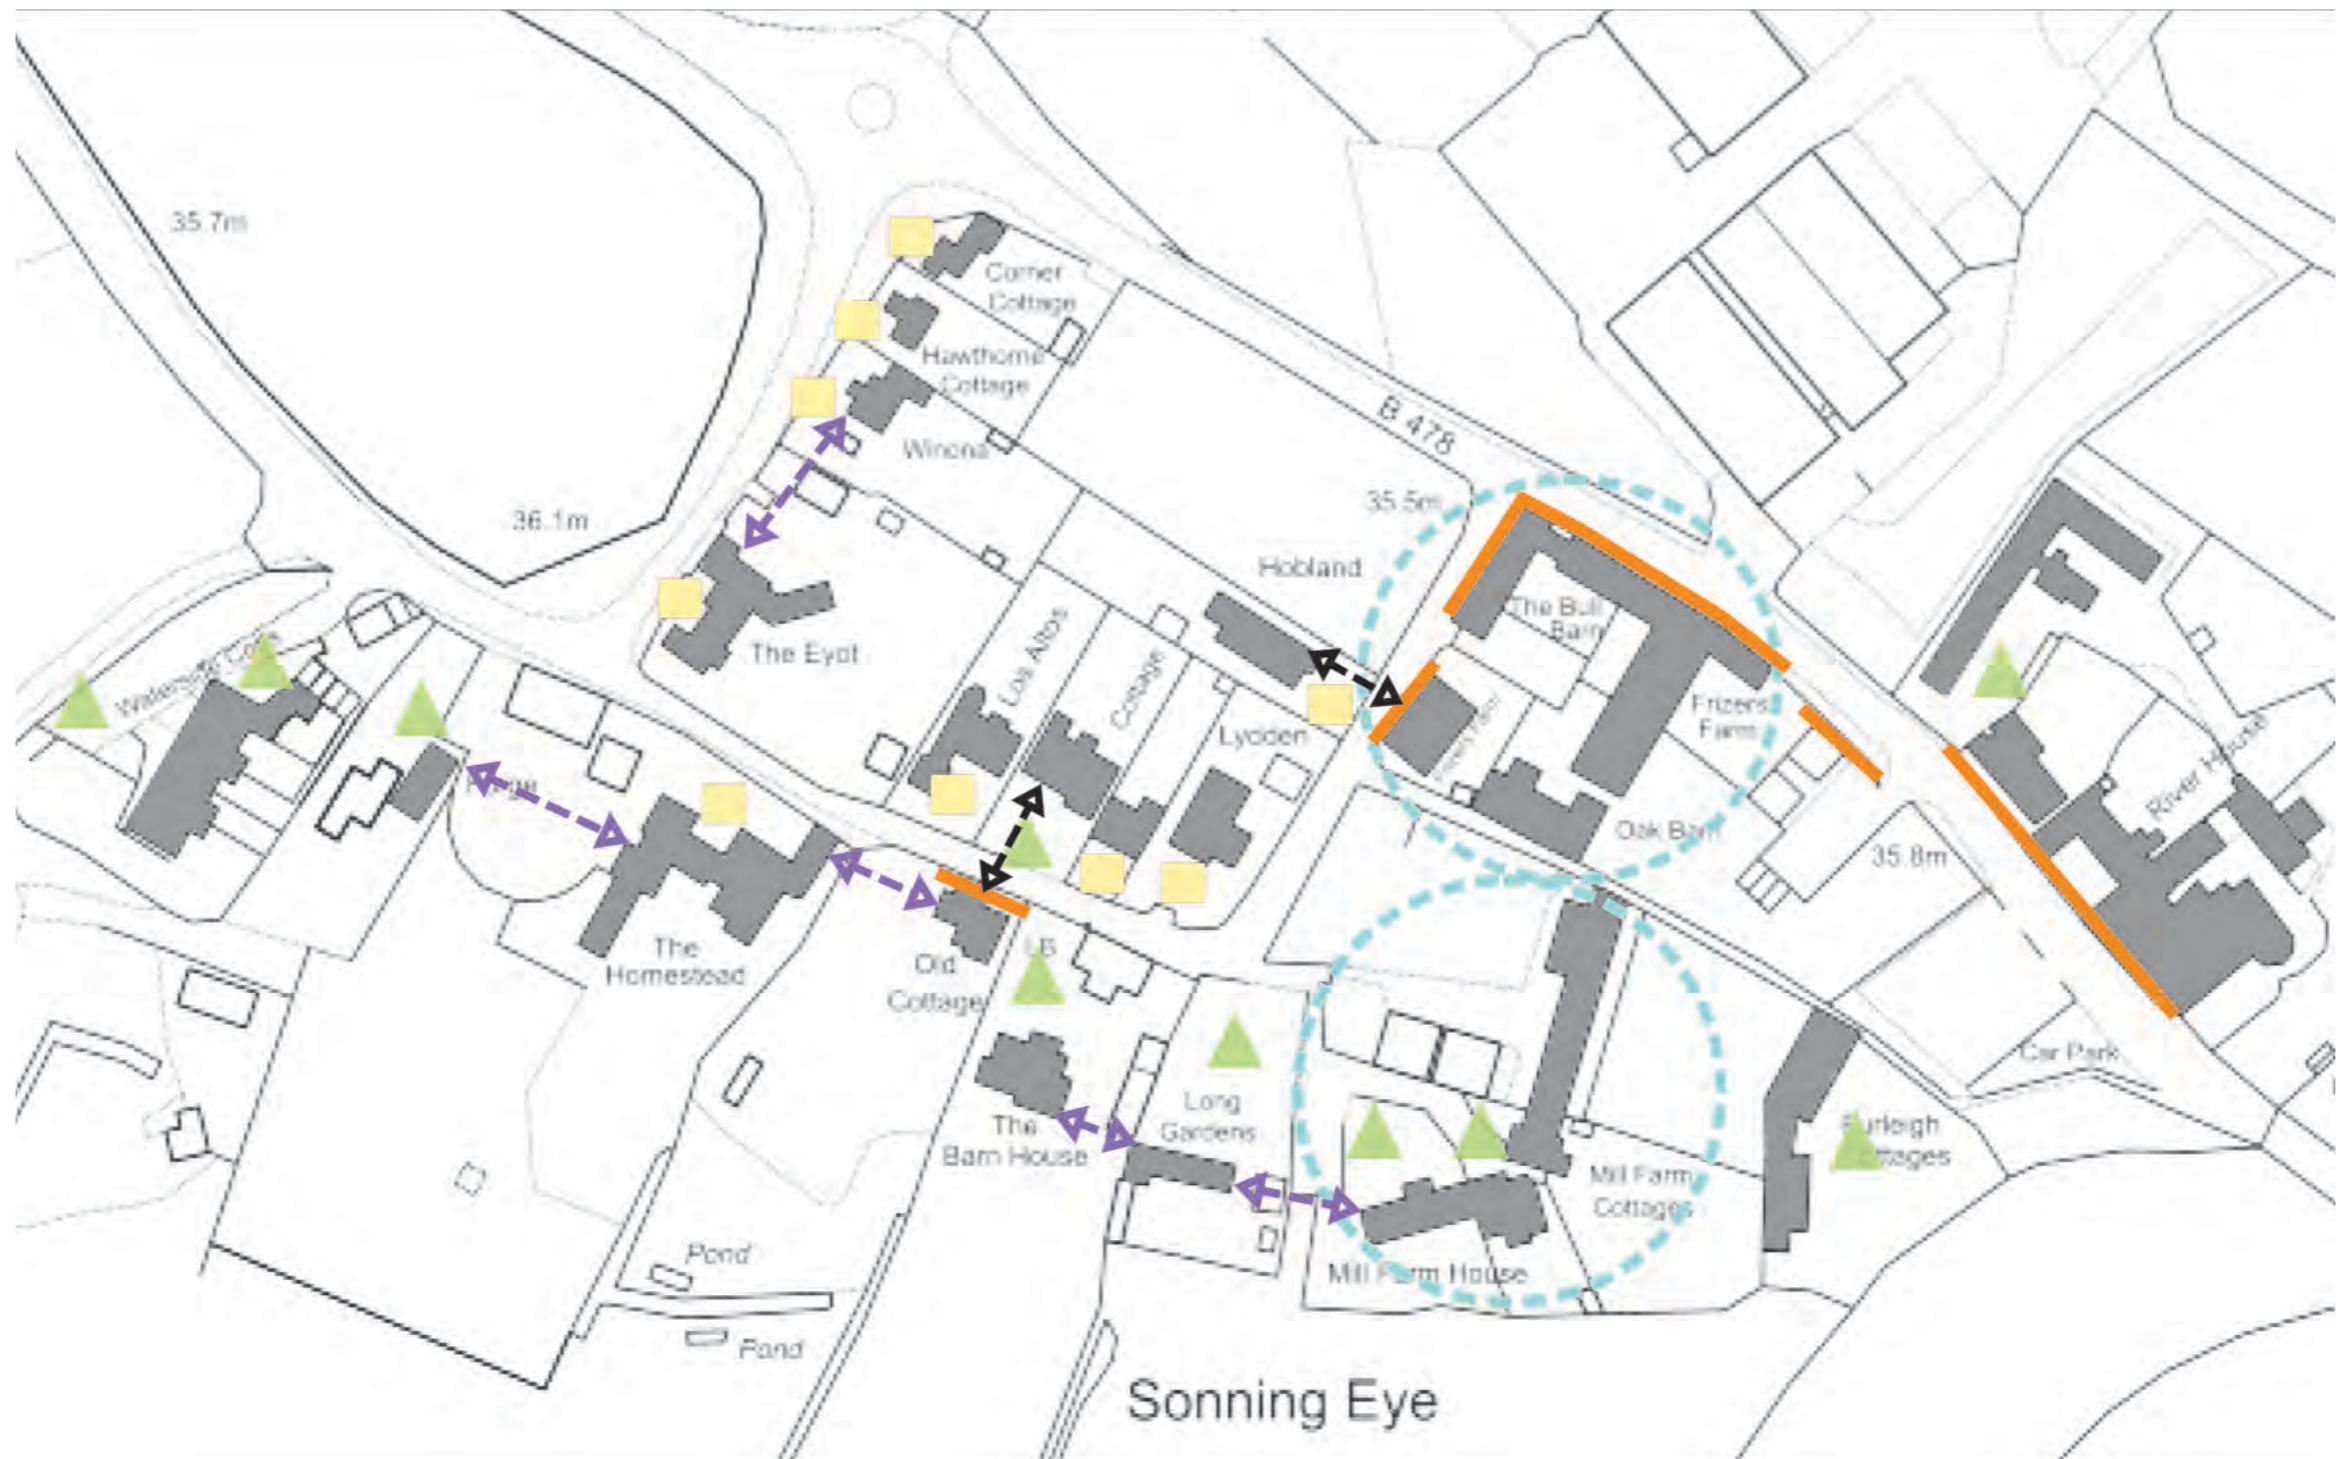 35.7m
Corner
Cottage
Hawthorne
Cottage
B 478
Winona
35.5m
36.1m
Hobland
The Bull
Barn
The Eyot
Los Altos
Cottage
Lydden
Frizers
Farm
River House
Oak Barn
35.8m
The
Homestead
Old
Cottage
LB
Car Park
Long
Gardens
The
Barn House
Mill Farm
Cottages
Mill Farm House
Pond
Pond
Sonning Eye